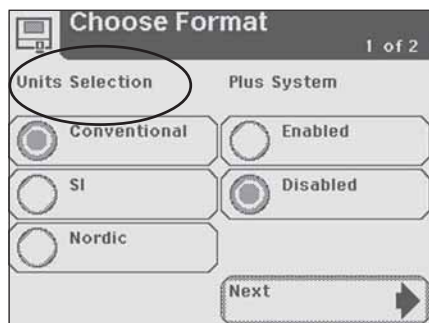 Choose Format
1 of 2
Units Selection
Plus System
Conventional
Enabled
SI
Disabled
Nordic
Next